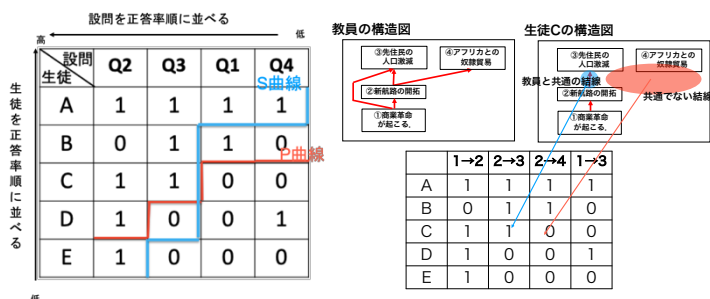 設問を正答率順に並べる
高
低
生徒を正答率順に並べる
低
設問
生徒
Q2 Q3 Q1 Q4
S曲線
A 1 1 1 1
B 0 1 1 0
P曲線
C 1 1 0 0
D 1 0 0 1
E 1 0 0 0
教員の構造図
③先住民の
人口激減
④アフリカとの
奴隷貿易
②新航路の開拓
①商業革命
が起こる.
生徒Cの構造図
③先住民の
人口激減
④アフリカとの
奴隷貿易
教員と共通の結線
共通でない結線
②新航路の開拓
①商業革命
が起こる.
1→2 2→3 2→4 1→3
A 1 1 1 1
B 0 1 1 0
C 1 1 0 0
D 1 0 0 1
E 1 0 0 0